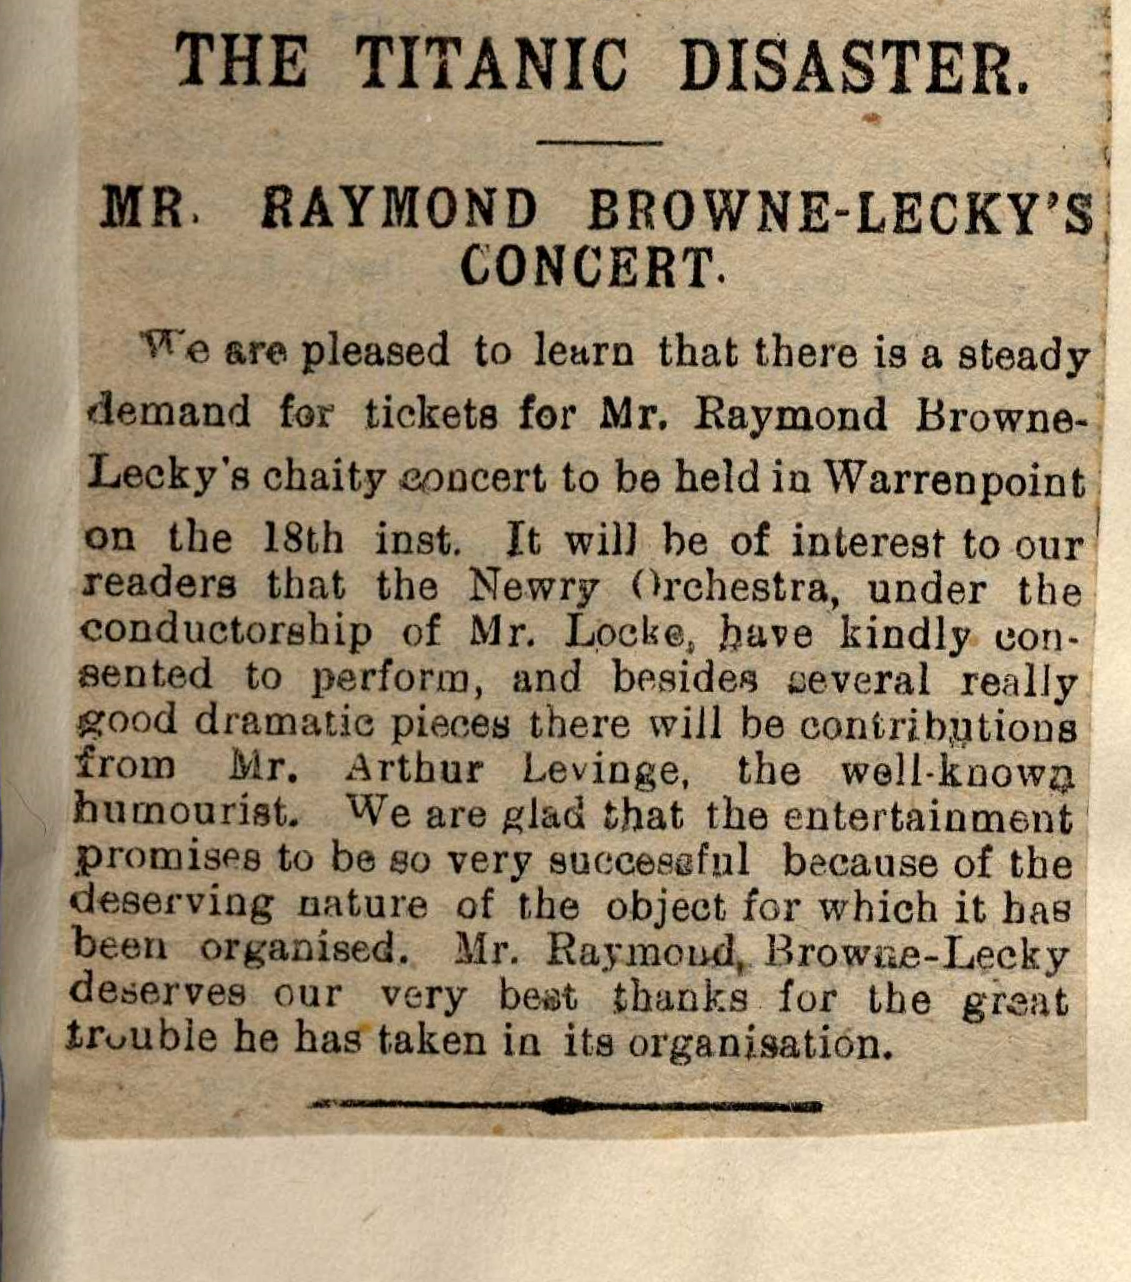 THE TITANIC DISASTER.
MR. RAYMOND BROWNE-LECKY'S
CONCERT.
We are pleased to learn that there is a steady
demand for tickets for Mr. Raymond Browne-
Lecky's chaity concert to be held in Warrenpoint
on the 18th inst. It will be of interest to our
readers that the Newry Orchestra, under the
conductorship of Mr. Locke, have kindly con-
sented to perform, and besides several really
good dramatic pieces there will be contributions
from Mr. Arthur Levinge, the well-known
humourist. We are glad that the entertainment
promises to be so very successful because of the
deserving nature of the object for which it has
been organised. Mr. Raymond, Browne-Lecky
deserves our very best thanks for the great
trouble he has taken in its organisation.